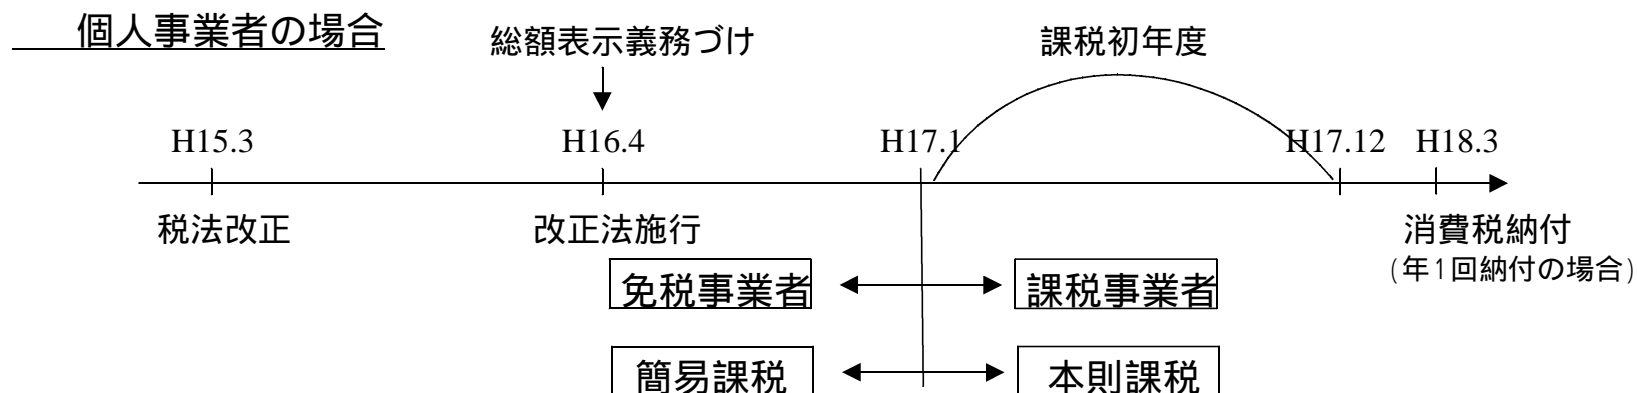 個人事業者の場合
総額表示義務づけ
課税初年度
H15.3
H16.4
H17.1
H17.12
H18.3
税法改正
改正法施行
消費税納付
(年1回納付の場合)
免税事業者
課税事業者
簡易課税
本則課税